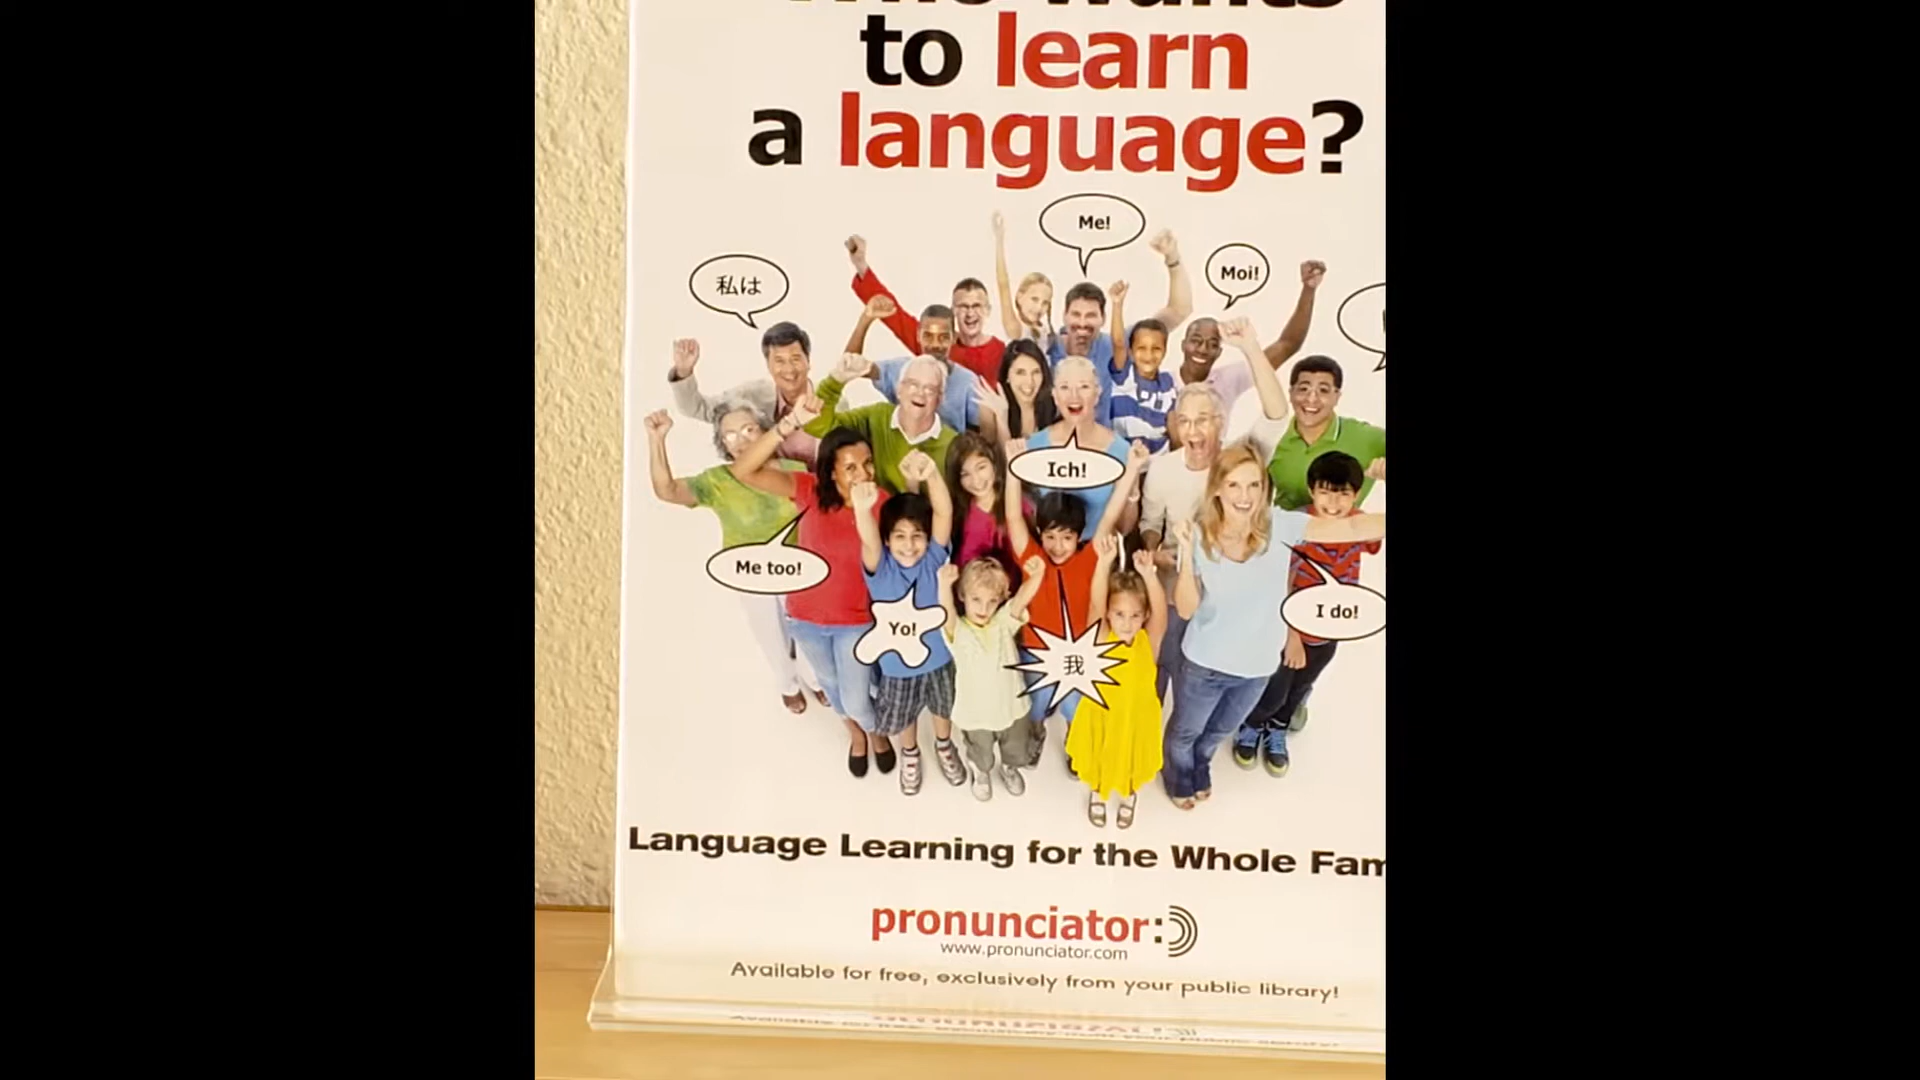 to learn
a language?
Me!
Moi!
私は
Ich!
Me too!
Yo!
我
I do!
Language Learning for the Whole Fam
pronunciator:
www.pronunciator.com
Available for free, exclusively from your public library!